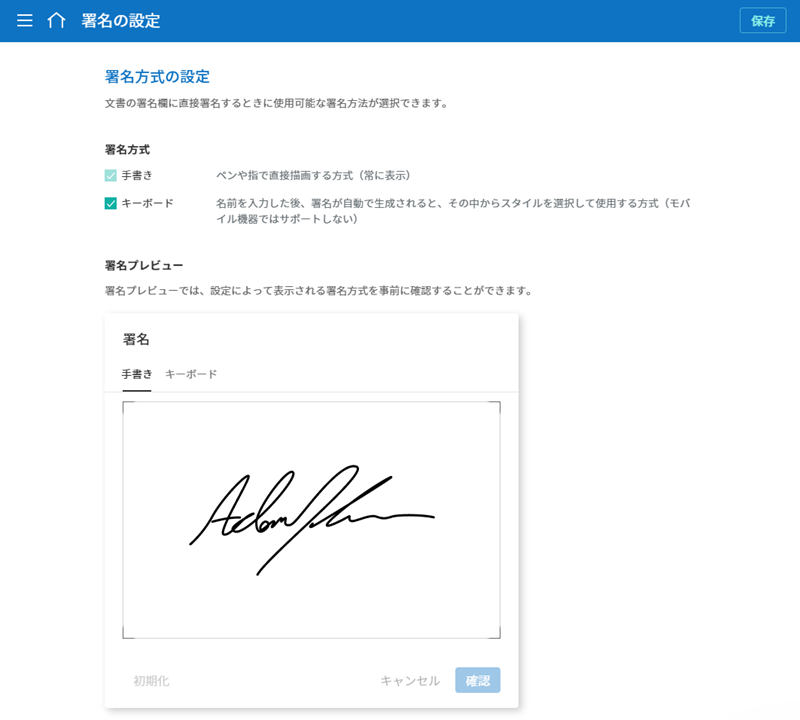 署名の設定
保存
署名方式の設定
文書の署名欄に直接署名するときに使用可能な署名方法が選択できます。
署名方式
手書き ペンや指で直接描画する方式（常に表示）
キーボード 名前を入力した後、署名が自動で生成されると、その中からスタイルを選択して使用する方式（モバ
イル機器ではサポートしない）
署名プレビュー
署名プレビューでは、設定によって表示される署名方式を事前に確認することができます。
署名
手書き キーボード
初期化 キャンセル 確認